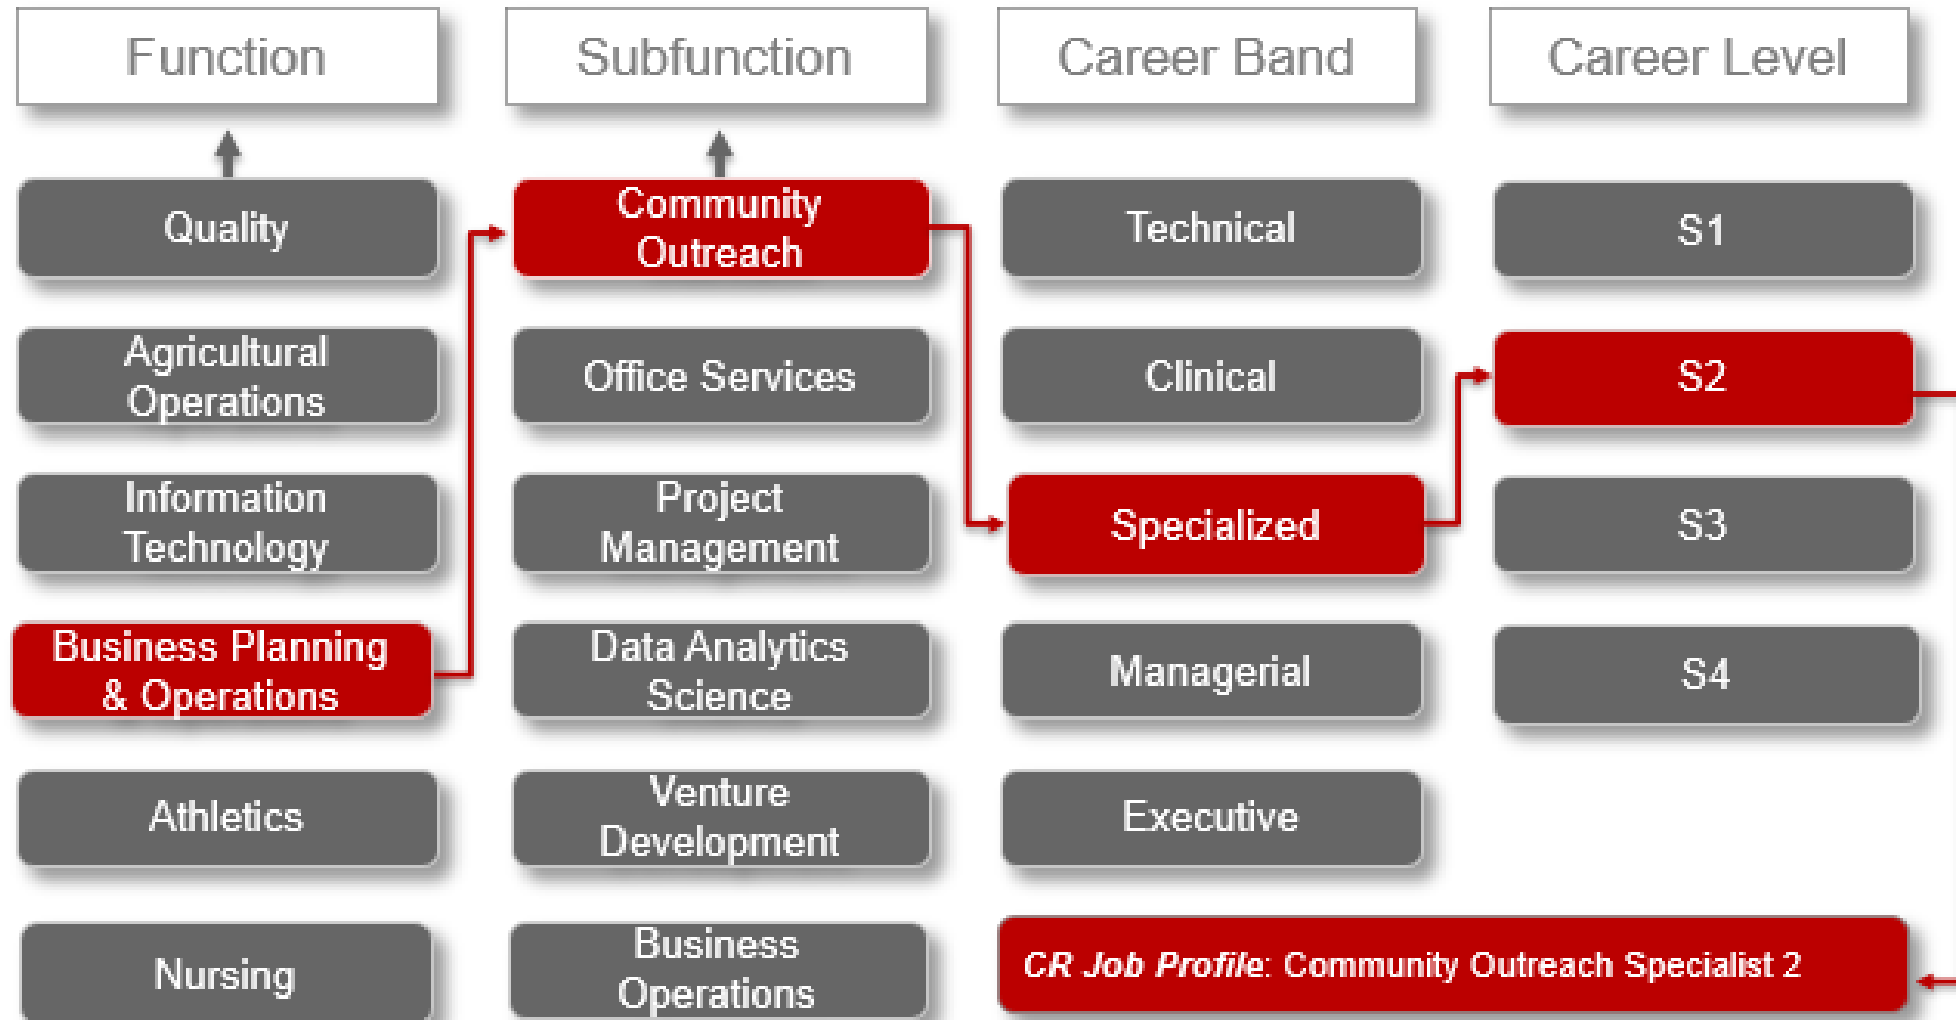 Function
Subfunction
Career Band
Career Level
Quality
Community
Outreach
Technical
S1
Agricultural
Operations
Office Services
Clinical
S2
Information
Technology
Project
Management
Specialized
S3
Business Planning
& Operations
Data Analytics
Science
Managerial
S4
Athletics
Venture
Development
Executive
Nursing
Business
Operations
CR Job Profile: Community Outreach Specialist 2